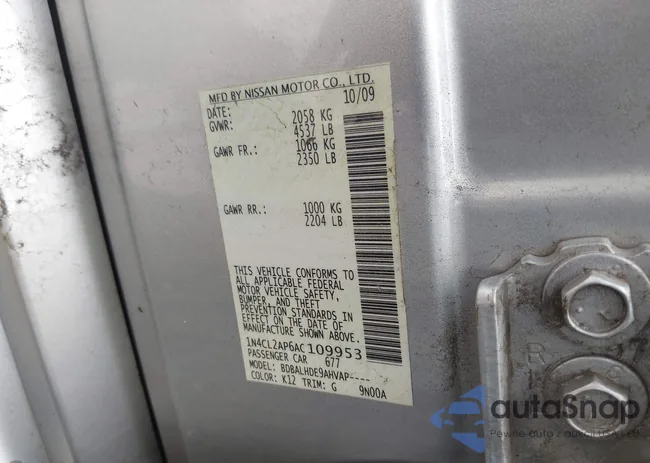 MFD BY NISSAN MOTOR CO., LTD.
DATE: 10/09
GVWR: 2058 KG
4537 LB
GAWR FR.: 1066 KG
2350 LB
GAWR RR.: 1000 KG
2204 LB
THIS VEHICLE CONFORMS TO
ALL APPLICABLE FEDERAL
MOTOR VEHICLE SAFETY,
BUMPER, AND THEFT
PREVENTION STANDARDS IN
EFFECT ON THE DATE OF
MANUFACTURE SHOWN ABOVE.
1N4CL2AP6AC109953
PASSENGER CAR 677
MODEL: BDBALHDE9AHVAP----
COLOR: K12 TRIM: G 9N00A
R
autoSnap
Pewne auto z aukcji